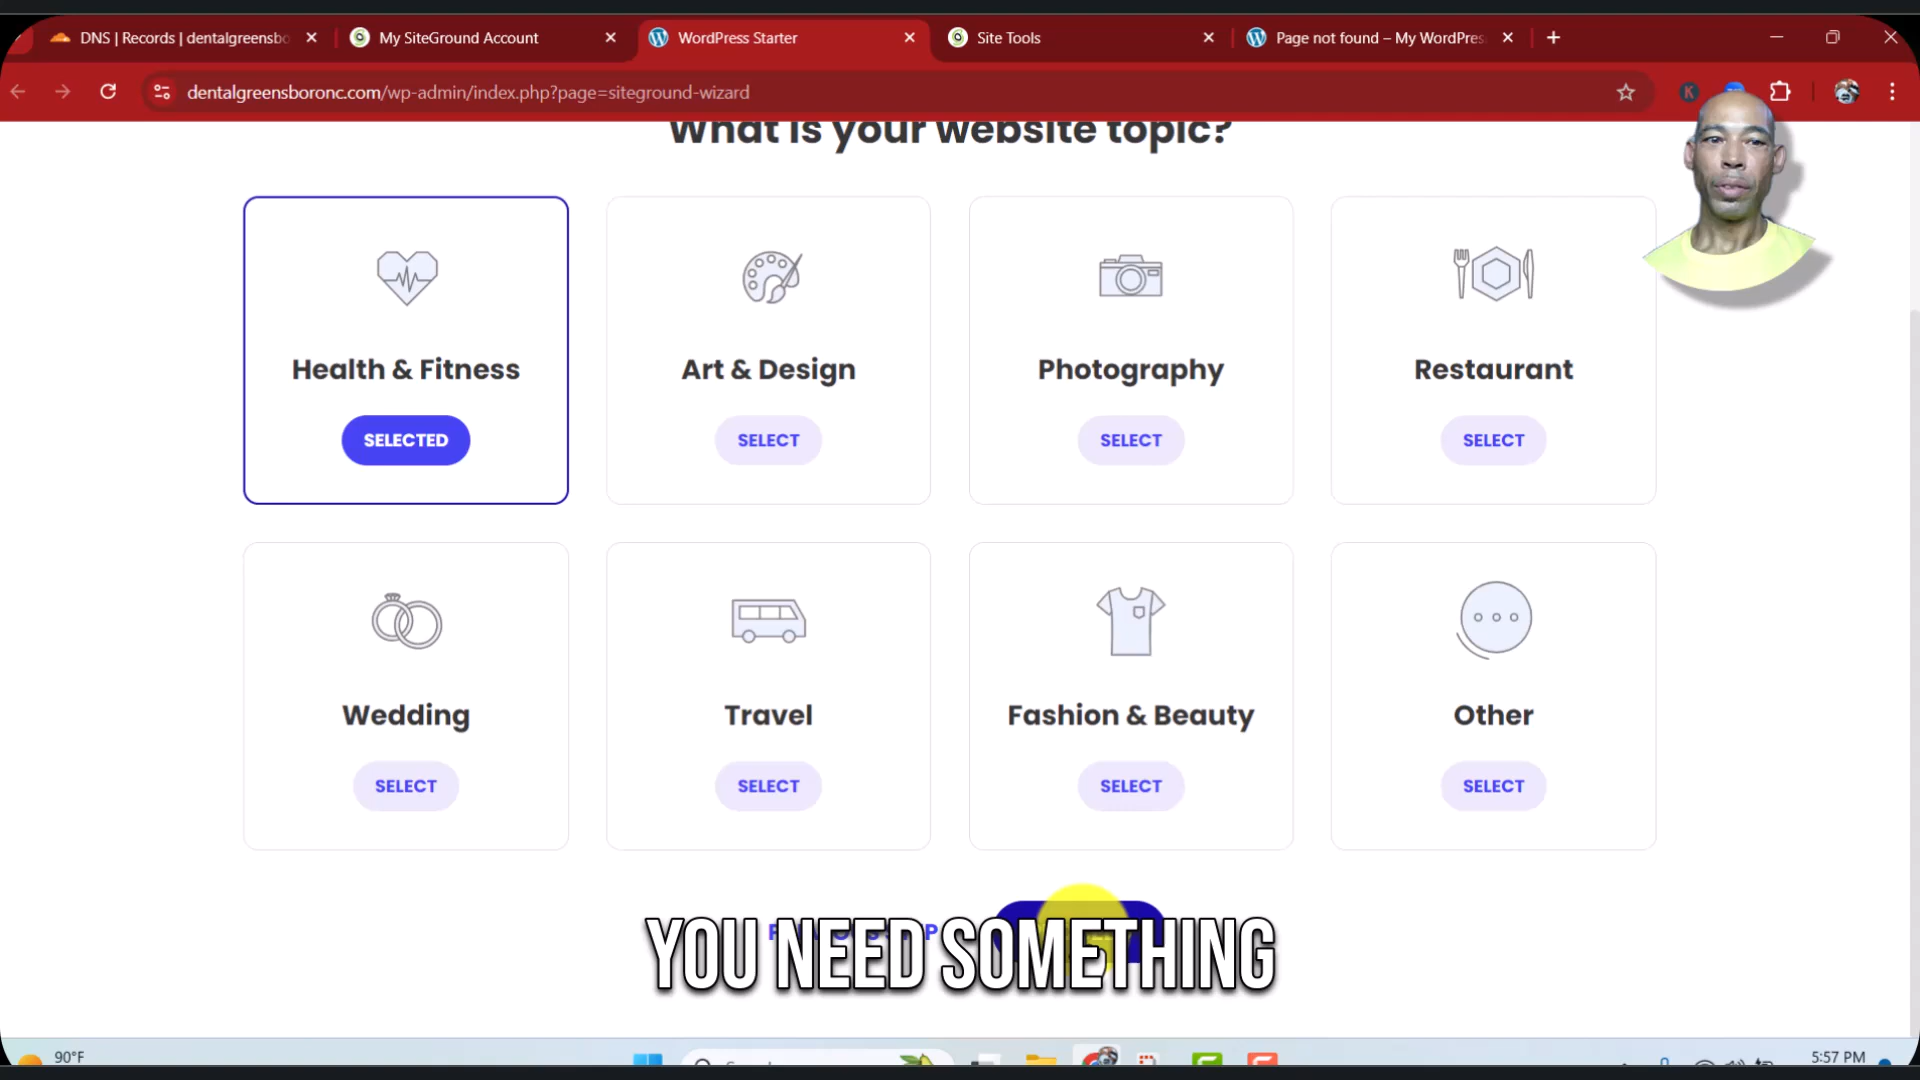 DNS | Records | dentalgreensbo
My SiteGround Account
WordPress Starter
Site Tools
Page not found – My WordPres
dentalgreensboronc.com/wp-admin/index.php?page=siteground-wizard
K
What is your website topic?
Health & Fitness
Art & Design
Photography
Restaurant
SELECTED
SELECT
SELECT
SELECT
Wedding
Travel
Fashion & Beauty
Other
SELECT
SELECT
SELECT
SELECT
YOU NEED SOMETHING
90°F
5:57 PM